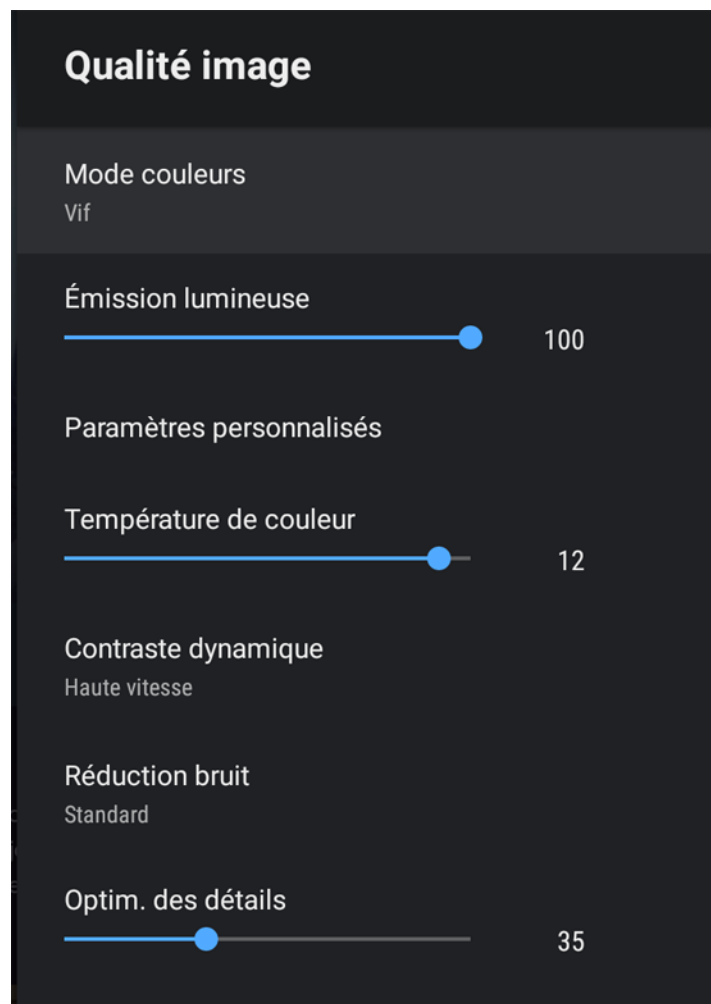 Qualité image
Mode couleurs
Vif
Émission lumineuse
100
Paramètres personnalisés
Température de couleur
12
Contraste dynamique
Haute vitesse
Réduction bruit
Standard
Optim. des détails
35